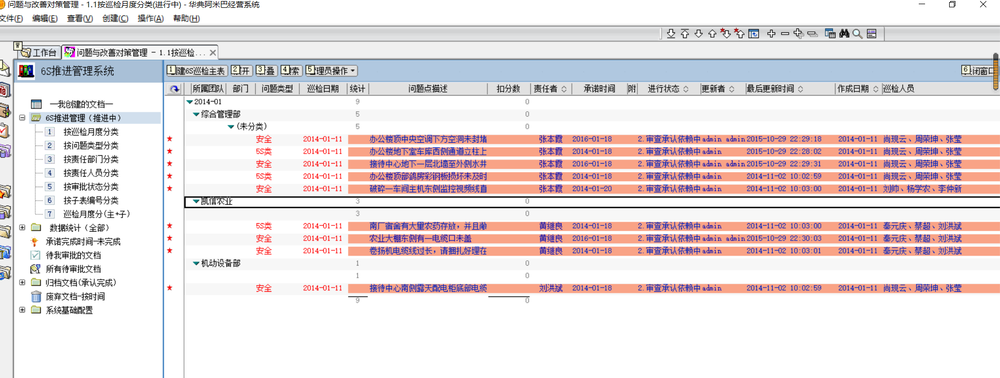 问题与改善对策管理 - 1.1按巡检月度分类(进行中) - 华典阿米巴经营系统
文件(F) 编辑(E) 查看(V) 创建(C) 操作(A) 帮助(H)
W 工作台 问题与改善对策管理 - 1.1按巡检...
6S推进管理系统
1 建6S巡检主表 2 开 3 叠 4 索 5 理员操作 6 闭窗口
所属团队 部门 问题类型 巡检日期 统计 问题点描述 扣分数 责任者 承诺时间 附 进行状态 更新者 最后更新时间 作成日期 巡检人员
—我创建的文档—
6S推进管理（推进中）
1 按巡检月度分类
2 按问题类型分类
3 按责任部门分类
4 按责任人员分类
5 按审批状态分类
6 按子表编号分类
7 巡检月度分(主+子)
数据统计（全部）
承诺完成时间-未完成
待我审批的文档
所有待审批文档
归档文档(承认完成)
废弃文档-按时间
系统基础配置
2014-01 9 0
综合管理部 5 0
(未分类) 5 0
安全 2014-01-11 办公楼顶中央空调下方空洞未封堵 张本霞 2016-01-18 2.审查承认依赖中 admin admin 2015-10-29 22:29:18 2014-01-11 尚现云、周荣坤、张莹
5S类 2014-01-11 办公楼地下室车库西侧通道立柱上 张本霞 2014-01-18 2.审查承认依赖中 admin 2015-10-29 22:28:02 2014-01-11 尚现云、周荣坤、张莹
安全 2014-01-11 接待中心地下一层北墙至外侧水井 张本霞 2014-01-18 2.审查承认依赖中 admin admin 2015-10-29 22:29:31 2014-01-11 尚现云、周荣坤、张莹
5S类 2014-01-11 办公楼顶部鸽房彩钢板损坏未及时 张本霞 2014-01-18 2.审查承认依赖中 admin 2014-11-02 10:02:59 2014-01-11 尚现云、周荣坤、张莹
安全 2014-01-11 破碎一车间主机东侧监控视频线直 张本霞 2014-01-20 2.审查承认依赖中 admin 2014-11-02 10:03:00 2014-01-11 刘帅、杨学农、李仲新
凯信农业 3 0
3 0
5S类 2014-01-11 南厂宿舍有大量农药存放，并且敞 黄继良 2014-01-18 2.审查承认依赖中 admin 2014-11-02 10:03:00 2014-01-11 秦元庆、蔡超、刘洪斌
安全 2014-01-11 农业大棚东侧有一电缆口未盖 黄继良 2016-01-18 2.审查承认依赖中 admin admin 2015-10-29 22:30:03 2014-01-11 秦元庆、蔡超、刘洪斌
安全 2014-01-11 卷扬机电缆线过长，请捆扎好埋在 黄继良 2014-01-18 2.审查承认依赖中 admin 2014-11-02 10:03:01 2014-01-11 秦元庆、蔡超、刘洪斌
机动设备部 1 0
1 0
安全 2014-01-11 接待中心南侧露天配电柜底部电缆 刘洪斌 2014-01-18 2.审查承认依赖中 admin 2014-11-02 10:02:59 2014-01-11 尚现云、周荣坤、张莹
9 0